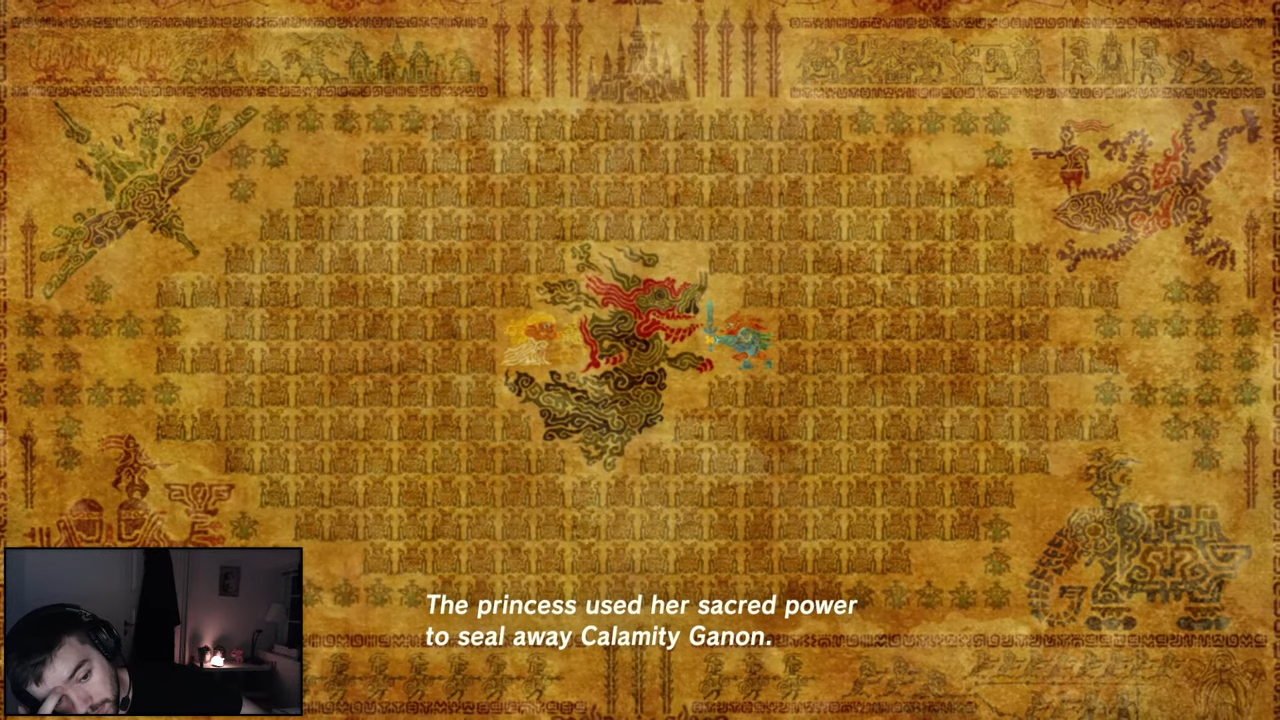 The princess used her sacred power
to seal away Calamity Ganon.